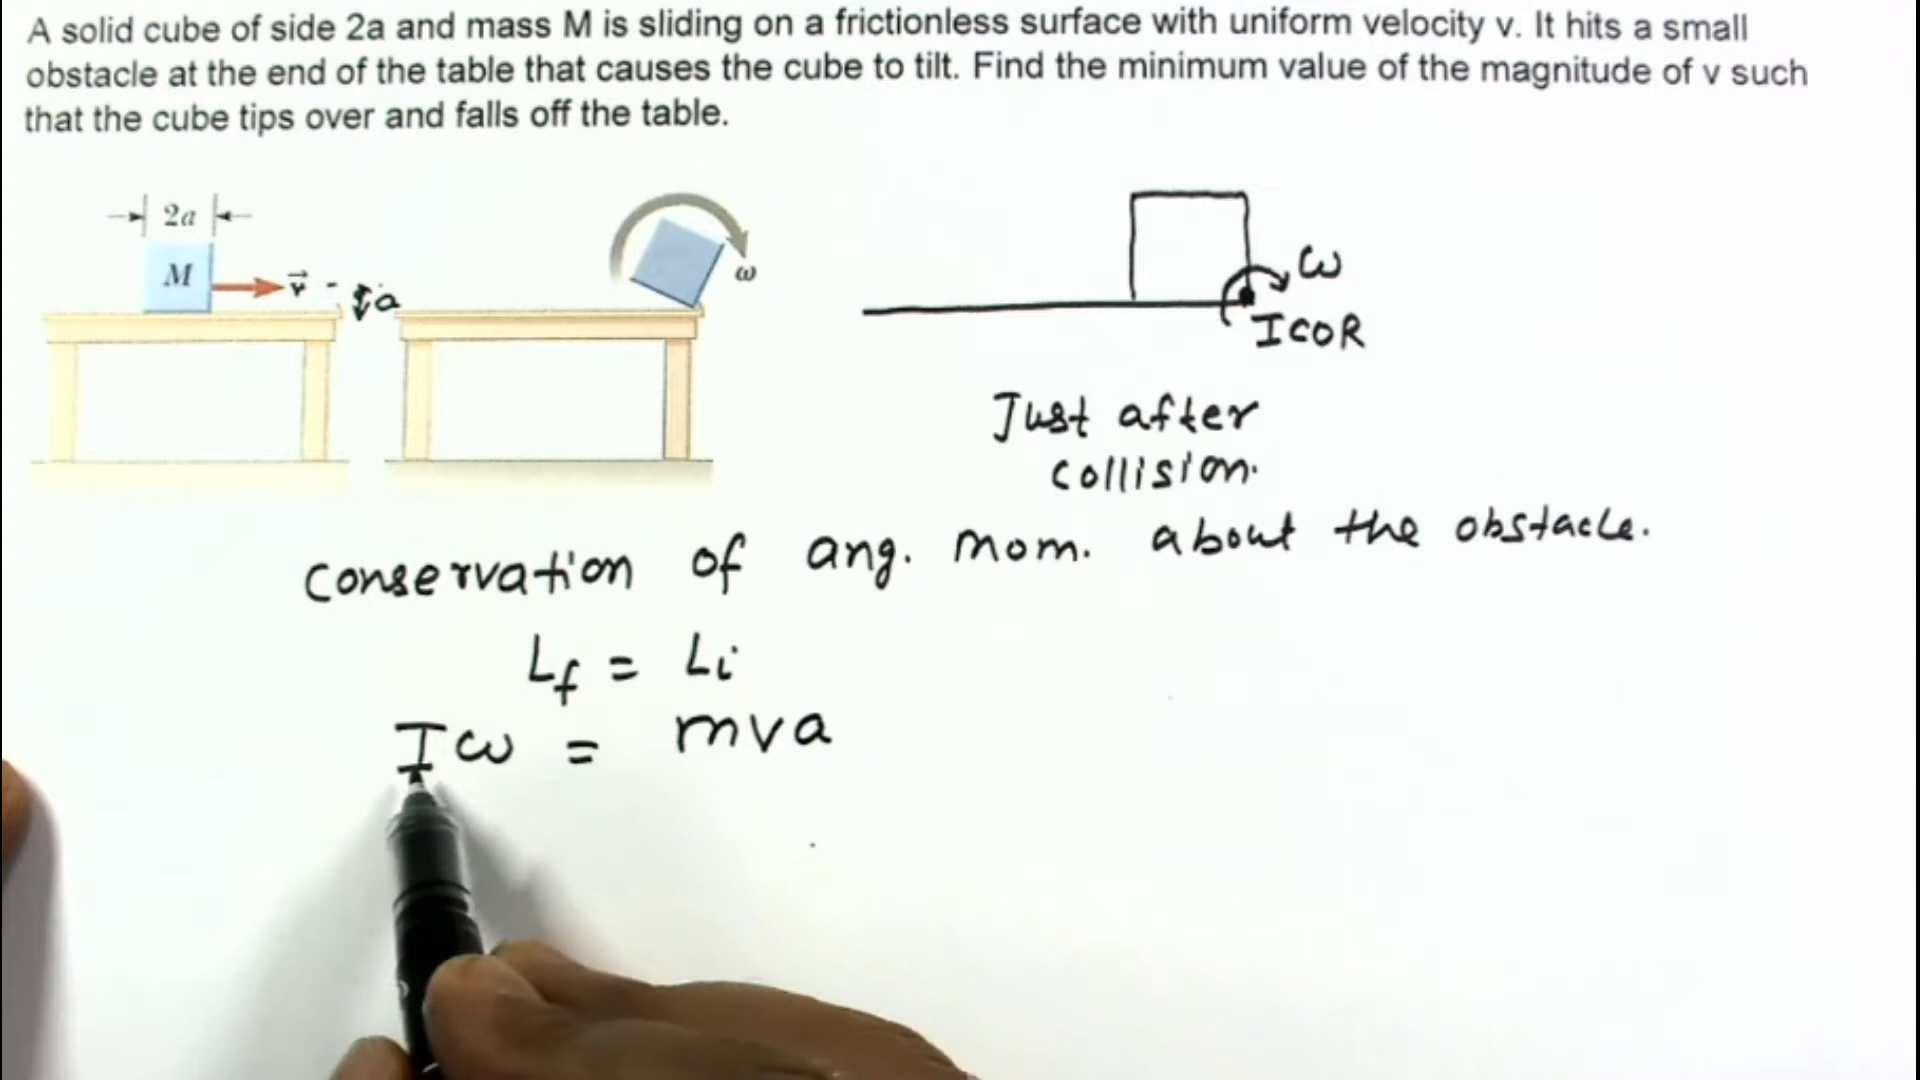 A solid cube of side 2a and mass M is sliding on a frictionless surface with uniform velocity v. It hits a small
obstacle at the end of the table that causes the cube to tilt. Find the minimum value of the magnitude of v such
that the cube tips over and falls off the table.
2a
M
v
a
ω
ω
ICOR
Just after
collision.
conservation of ang. mom. about the obstacle.
Lf = Li
Iω = mva